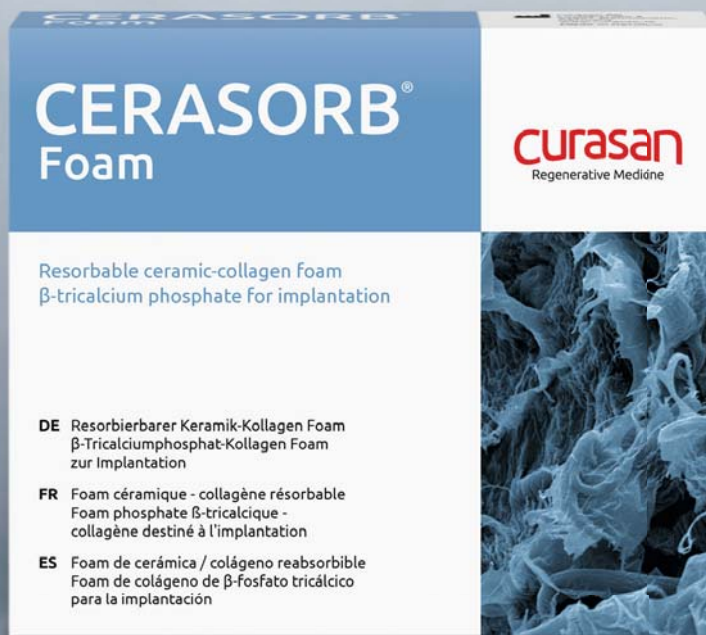 CERASORB®
Foam
CERASORB®
Foam
curasan
Regenerative Medicine
Resorbable ceramic-collagen foam
β-tricalcium phosphate for implantation
DE Resorbierbarer Keramik-Kollagen Foam
β-Tricalciumphosphat-Kollagen Foam
zur Implantation
FR Foam céramique - collagène résorbable
Foam phosphate ß-tricalcique -
collagène destiné à l'implantation
ES Foam de cerámica / colágeno reabsorbible
Foam de colágeno de β-fosfato tricálcico
para la implantación